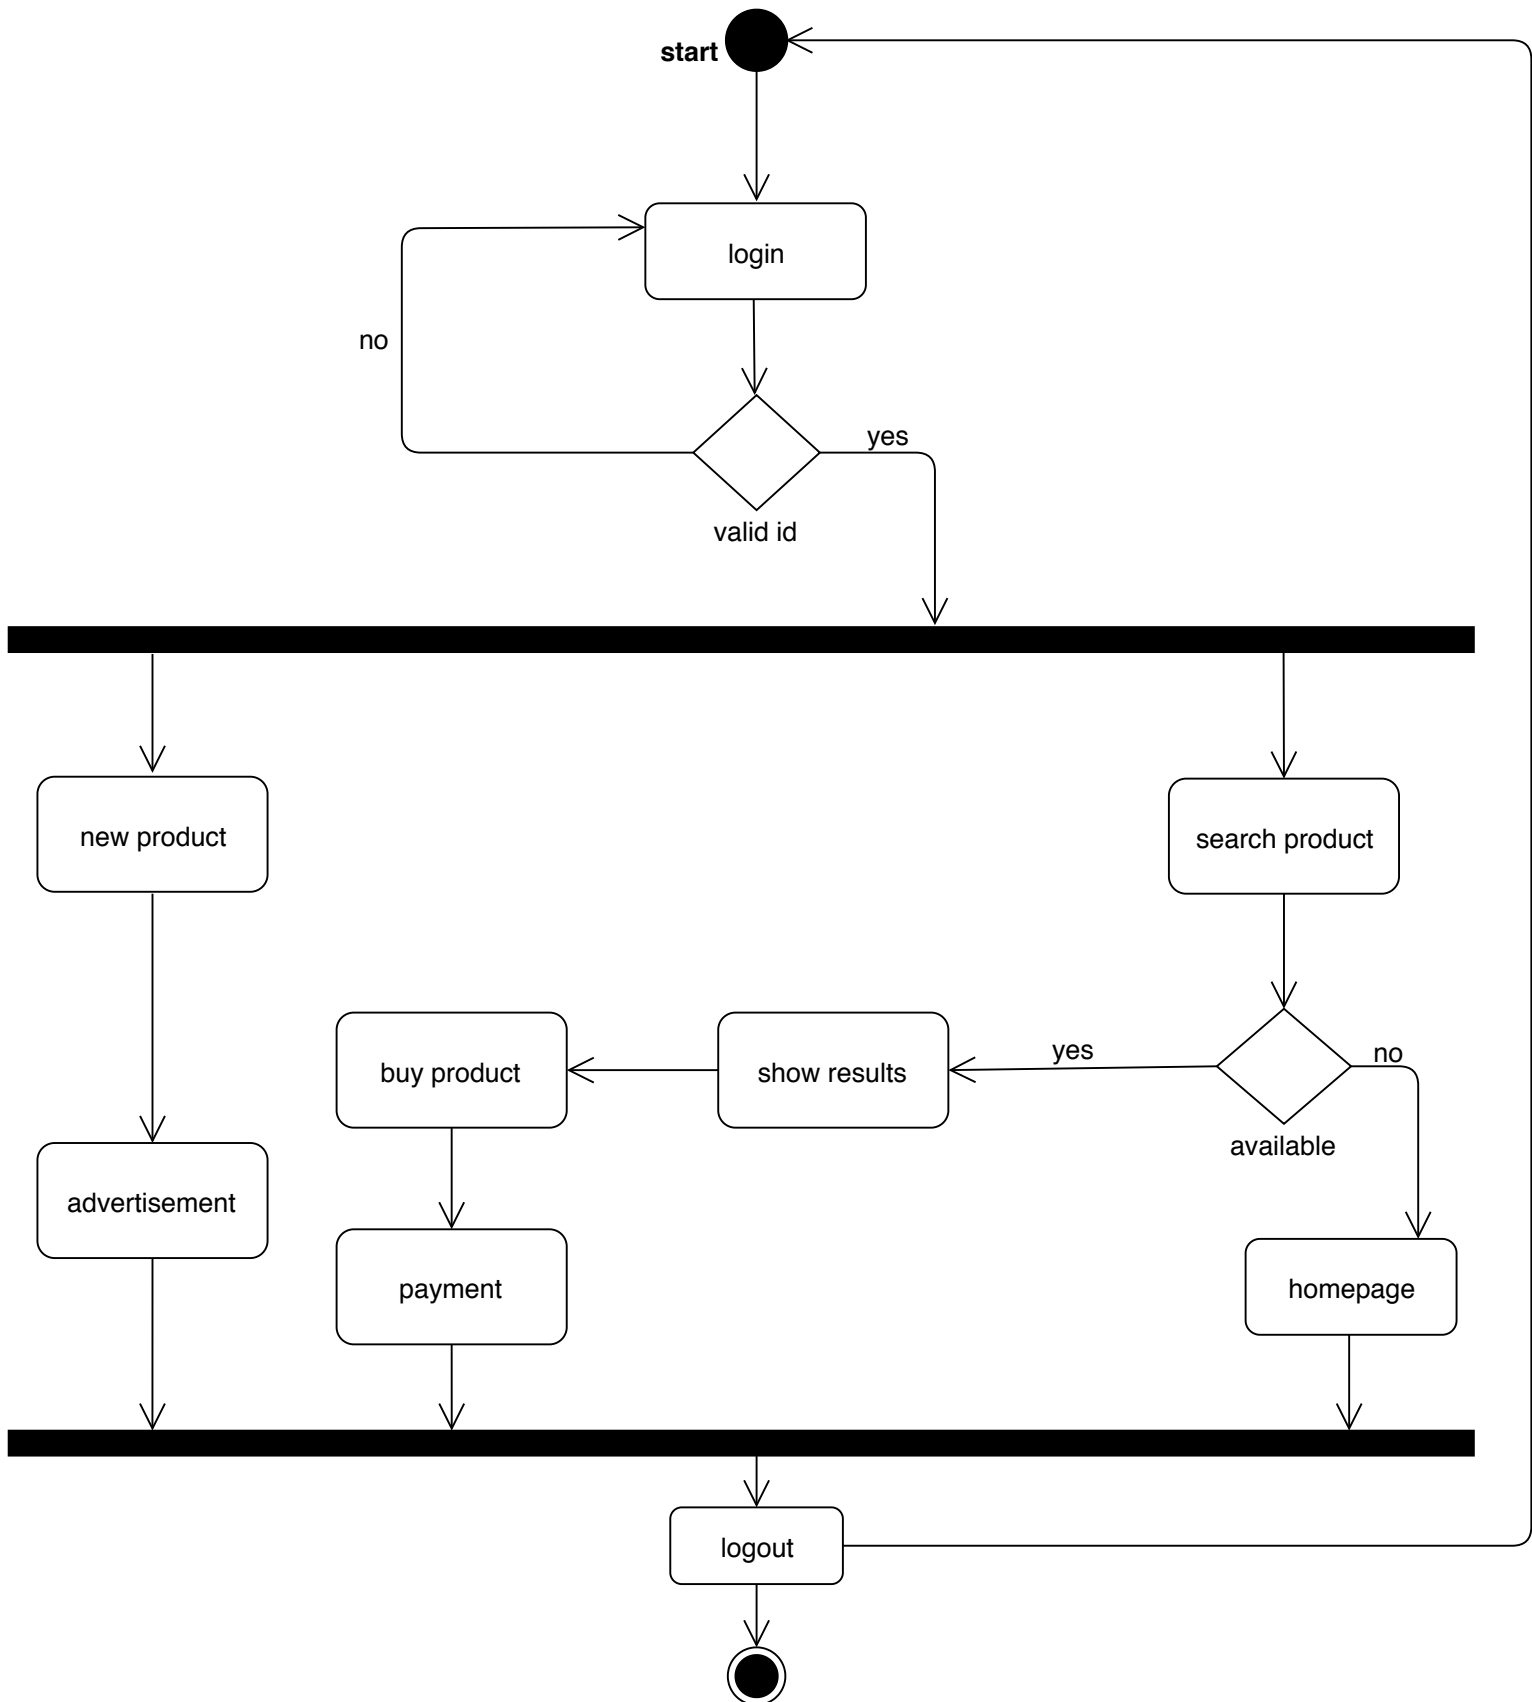 start
login
no
yes
valid id
new product
search product
buy product
show results
yes
no
available
advertisement
payment
homepage
logout